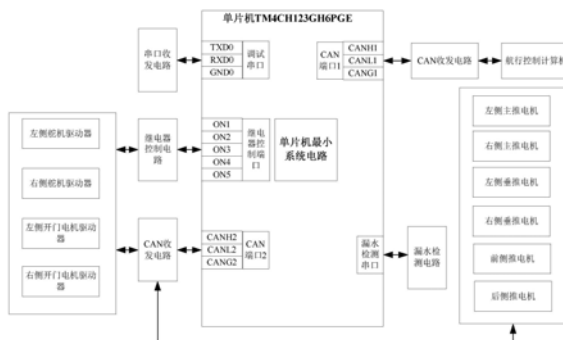 单片机TM4CH123GH6PGE
串口收
发电路
TXD0
RXD0
GND0
调试
串口
CAN
端口1
CANH1
CANL1
CANG1
CAN收发电路
航行控制计算机
左侧舵机驱动器
右侧舵机驱动器
左侧开门电机驱动
器
右侧开门电机驱动
器
继电器
控制电
路
ON1
ON2
ON3
ON4
ON5
继电
器控
制端
口
单片机最小
系统电路
CAN收
发电路
CANH2
CANL2
CANG2
CAN
端口2
漏水
检测
串口
漏水检
测电路
左侧主推电机
右侧主推电机
左侧垂推电机
右侧垂推电机
前侧推电机
后侧推电机